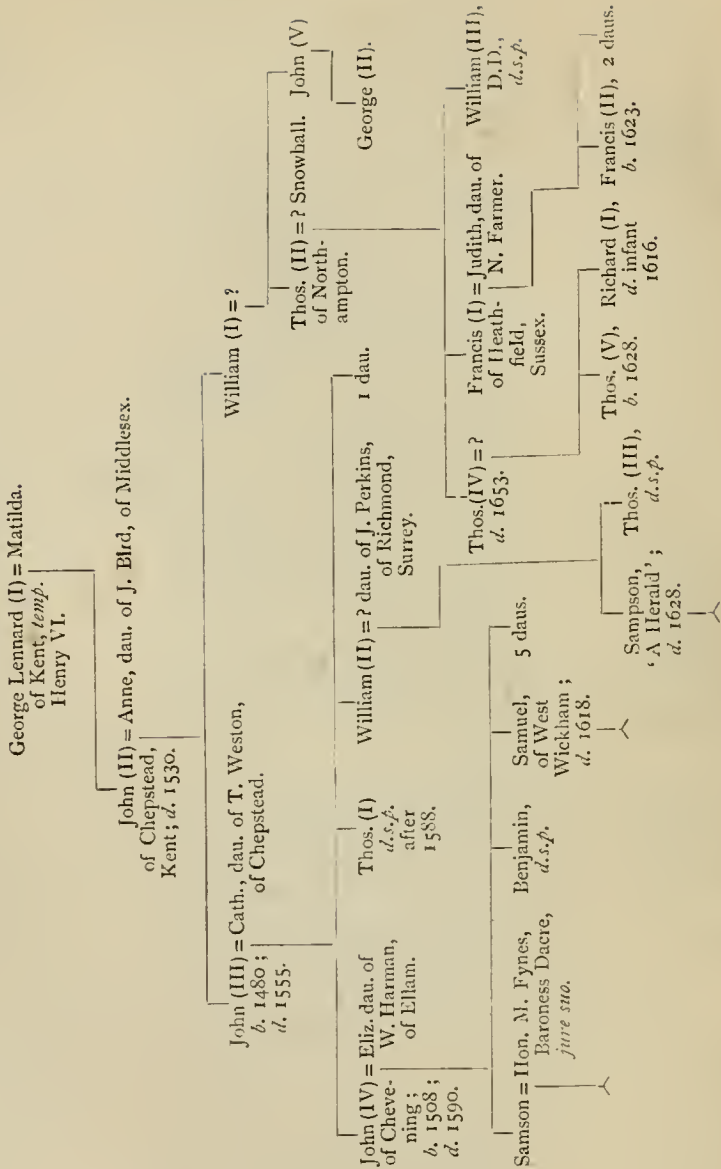 George Lennard (I) = Matilda.
of Kent, temp.
Henry VI.
John (II) = Anne, dau. of J. Bird, of Middlesex.
of Chepstead,
Kent; d. 1530.
John (III) = Cath., dau. of T. Weston,
b. 1480; of Chepstead.
d. 1555.
William (I) = ?
John (IV) = Eliz. dau. of
of Cheve- W. Harman,
ning; of Ellam.
b. 1508;
d. 1590.
Thos. (I)
d.s.p.
after
1588.
William (II) = ? dau. of J. Perkins,
of Richmond,
Surrey.
1 dau.
Thos. (II) = ? Snowball.
of North-
ampton.
John (V)
George (II).
Samson = Hon. M. Fynes,
Baroness Dacre,
jure suo.
Benjamin,
d.s.p.
Samuel,
of West
Wickham;
d. 1618.
5 daus.
Sampson,
‘A Herald’;
d. 1628.
Thos. (III),
d.s.p.
Thos. (IV) = ?
d. 1653.
Francis (I) = Judith, dau. of
of Heath- N. Farmer.
field,
Sussex.
William (III),
D.D.,
d.s.p.
Thos. (V),
b. 1628.
Richard (I),
d. infant
1616.
Francis (II),
b. 1623.
2 daus.